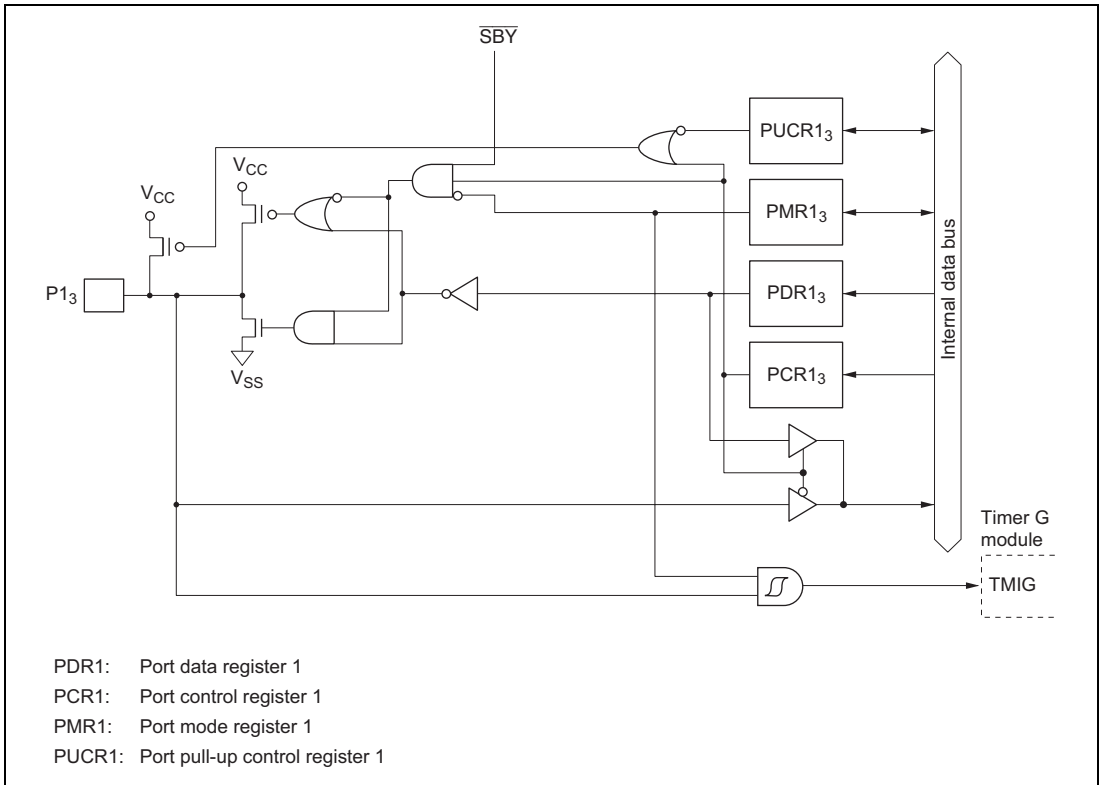 SBY
PUCR1₃
V_CC
V_CC
PMR1₃
P1₃
PDR1₃
Internal data bus
V_SS
PCR1₃
Timer G
module
TMIG
PDR1: Port data register 1
PCR1: Port control register 1
PMR1: Port mode register 1
PUCR1: Port pull-up control register 1